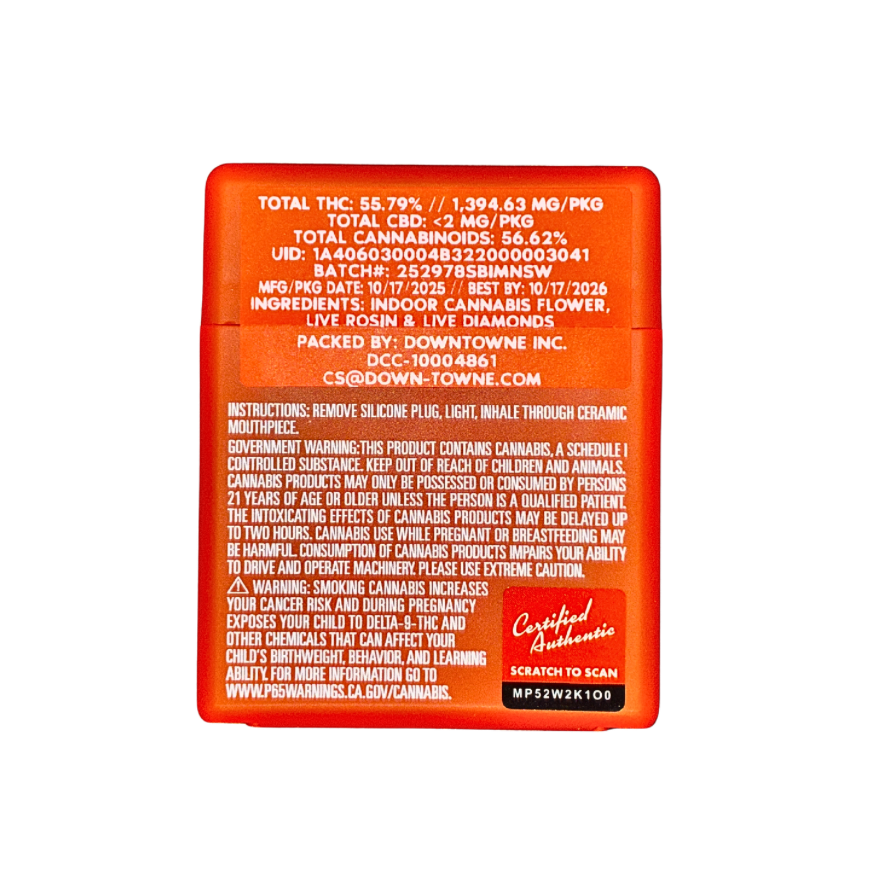 TOTAL THC: 55.79% // 1,394.63 MG/PKG
TOTAL CBD: <2 MG/PKG
TOTAL CANNABINOIDS: 56.62%
UID: 1A406030004B322000003041
BATCH#: 252978SBIMNSW
MFG/PKG DATE: 10/17/2025 // BEST BY: 10/17/2026
INGREDIENTS: INDOOR CANNABIS FLOWER,
LIVE ROSIN & LIVE DIAMONDS
PACKED BY: DOWNTOWNE INC.
DCC-10004861
CS@DOWN-TOWNE.COM
INSTRUCTIONS: REMOVE SILICONE PLUG, LIGHT, INHALE THROUGH CERAMIC
MOUTHPIECE.
GOVERNMENT WARNING:THIS PRODUCT CONTAINS CANNABIS, A SCHEDULE I
CONTROLLED SUBSTANCE. KEEP OUT OF REACH OF CHILDREN AND ANIMALS.
CANNABIS PRODUCTS MAY ONLY BE POSSESSED OR CONSUMED BY PERSONS
21 YEARS OF AGE OR OLDER UNLESS THE PERSON IS A QUALIFIED PATIENT.
THE INTOXICATING EFFECTS OF CANNABIS PRODUCTS MAY BE DELAYED UP
TO TWO HOURS. CANNABIS USE WHILE PREGNANT OR BREASTFEEDING MAY
BE HARMFUL. CONSUMPTION OF CANNABIS PRODUCTS IMPAIRS YOUR ABILITY
TO DRIVE AND OPERATE MACHINERY. PLEASE USE EXTREME CAUTION.
⚠ WARNING: SMOKING CANNABIS INCREASES
YOUR CANCER RISK AND DURING PREGNANCY
EXPOSES YOUR CHILD TO DELTA-9-THC AND
OTHER CHEMICALS THAT CAN AFFECT YOUR
CHILD'S BIRTHWEIGHT, BEHAVIOR, AND LEARNING
ABILITY. FOR MORE INFORMATION GO TO
WWW.P65WARNINGS.CA.GOV/CANNABIS.
Certified
Authentic
SCRATCH TO SCAN
MP52W2K1O0